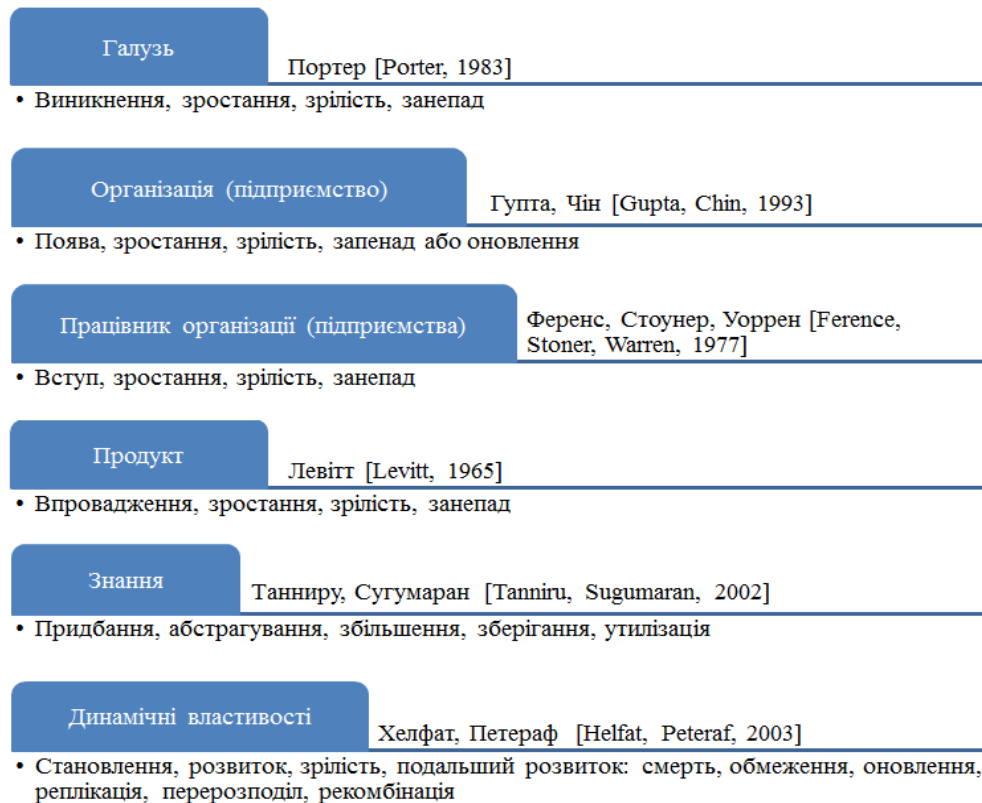 Галузь
Портер [Porter, 1983]
• Виникнення, зростання, зрілість, занепад
Організація (підприємство)
Гупта, Чін [Gupta, Chin, 1993]
• Поява, зростання, зрілість, запенад або оновлення
Працівник організації (підприємства)
Ференс, Стоунер, Уоррен [Ference,
Stoner, Warren, 1977]
• Вступ, зростання, зрілість, занепад
Продукт
Левітт [Levitt, 1965]
• Впровадження, зростання, зрілість, занепад
Знання
Танниру, Сугумаран [Tanniru, Sugumaran, 2002]
• Придбання, абстрагування, збільшення, зберігання, утилізація
Динамічні властивості
Хелфат, Петераф [Helfat, Peteraf, 2003]
• Становлення, розвиток, зрілість, подальший розвиток: смерть, обмеження, оновлення,
реплікація, перерозподіл, рекомбінація